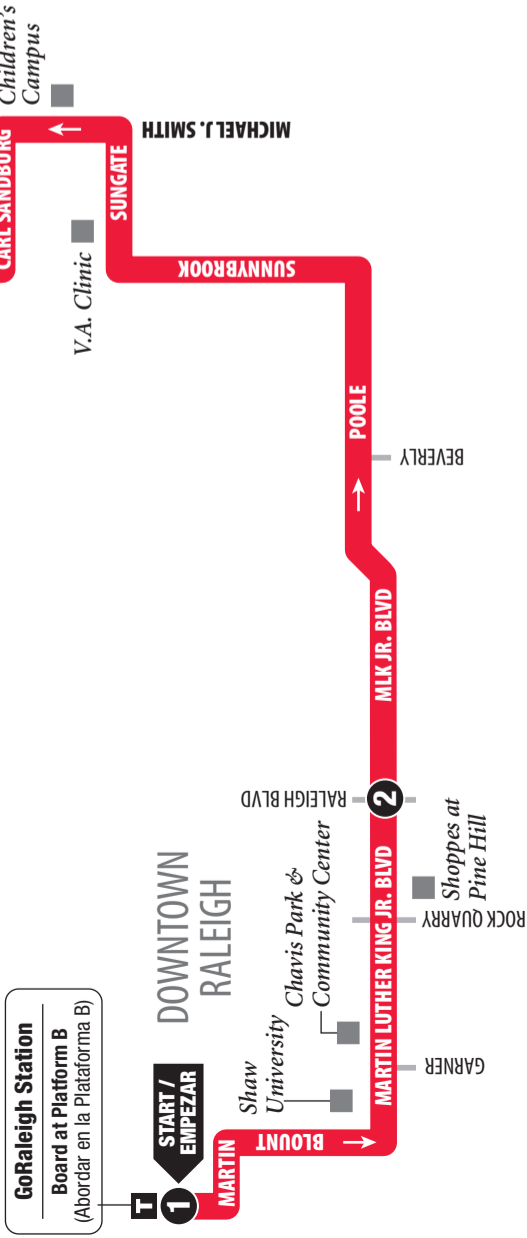 GoRaleigh Station
Board at Platform B
(Abordar en la Plataforma B)
T
1
START /
EMPEZAR
DOWNTOWN
RALEIGH
MARTIN
BLOUNT
Shaw
University
Chavis Park &
Community Center
GARNER
MARTIN LUTHER KING JR. BLVD
ROCK QUARRY
Shoppes at
Pine Hill
RALEIGH BLVD
2
MLK JR. BLVD
BEVERLY
POOLE
SUNNYBROOK
V.A. Clinic
SUNGATE
MICHAEL J. SMITH
CARL SANDBURG
Children's
Campus